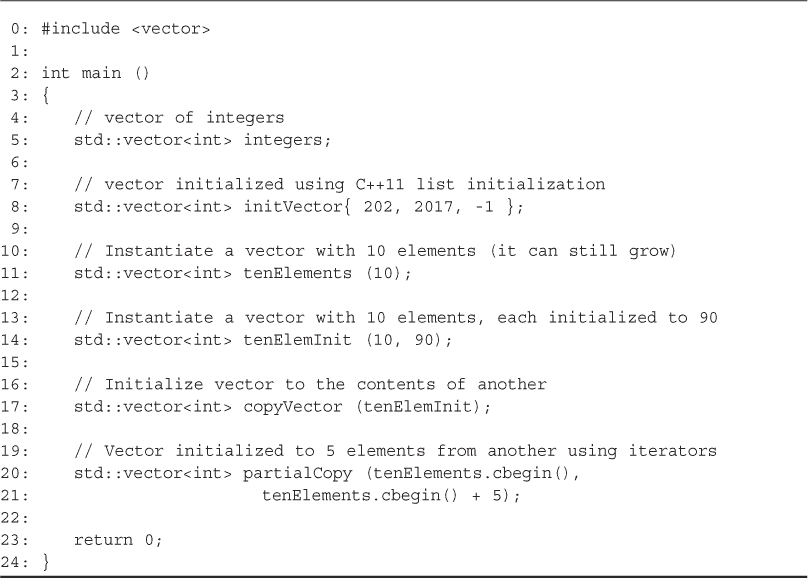 0: #include <vector>
1:
2: int main ()
3: {
4:    // vector of integers
5:    std::vector<int> integers;
6:
7:    // vector initialized using C++11 list initialization
8:    std::vector<int> initVector{ 202, 2017, -1 };
9:
10:    // Instantiate a vector with 10 elements (it can still grow)
11:    std::vector<int> tenElements (10);
12:
13:    // Instantiate a vector with 10 elements, each initialized to 90
14:    std::vector<int> tenElemInit (10, 90);
15:
16:    // Initialize vector to the contents of another
17:    std::vector<int> copyVector (tenElemInit);
18:
19:    // Vector initialized to 5 elements from another using iterators
20:    std::vector<int> partialCopy (tenElements.cbegin(),
21:                      tenElements.cbegin() + 5);
22:
23:    return 0;
24: }